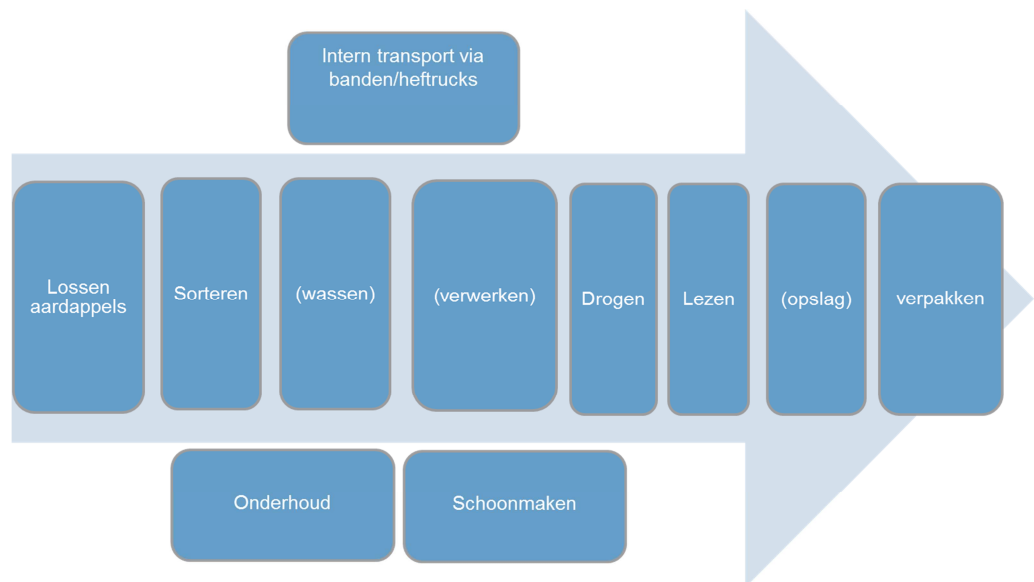 Intern transport via
banden/heftrucks
Lossen
aardappels
Sorteren
(wassen)
(verwerken)
Drogen
Lezen
(opslag)
verpakken
Onderhoud
Schoonmaken